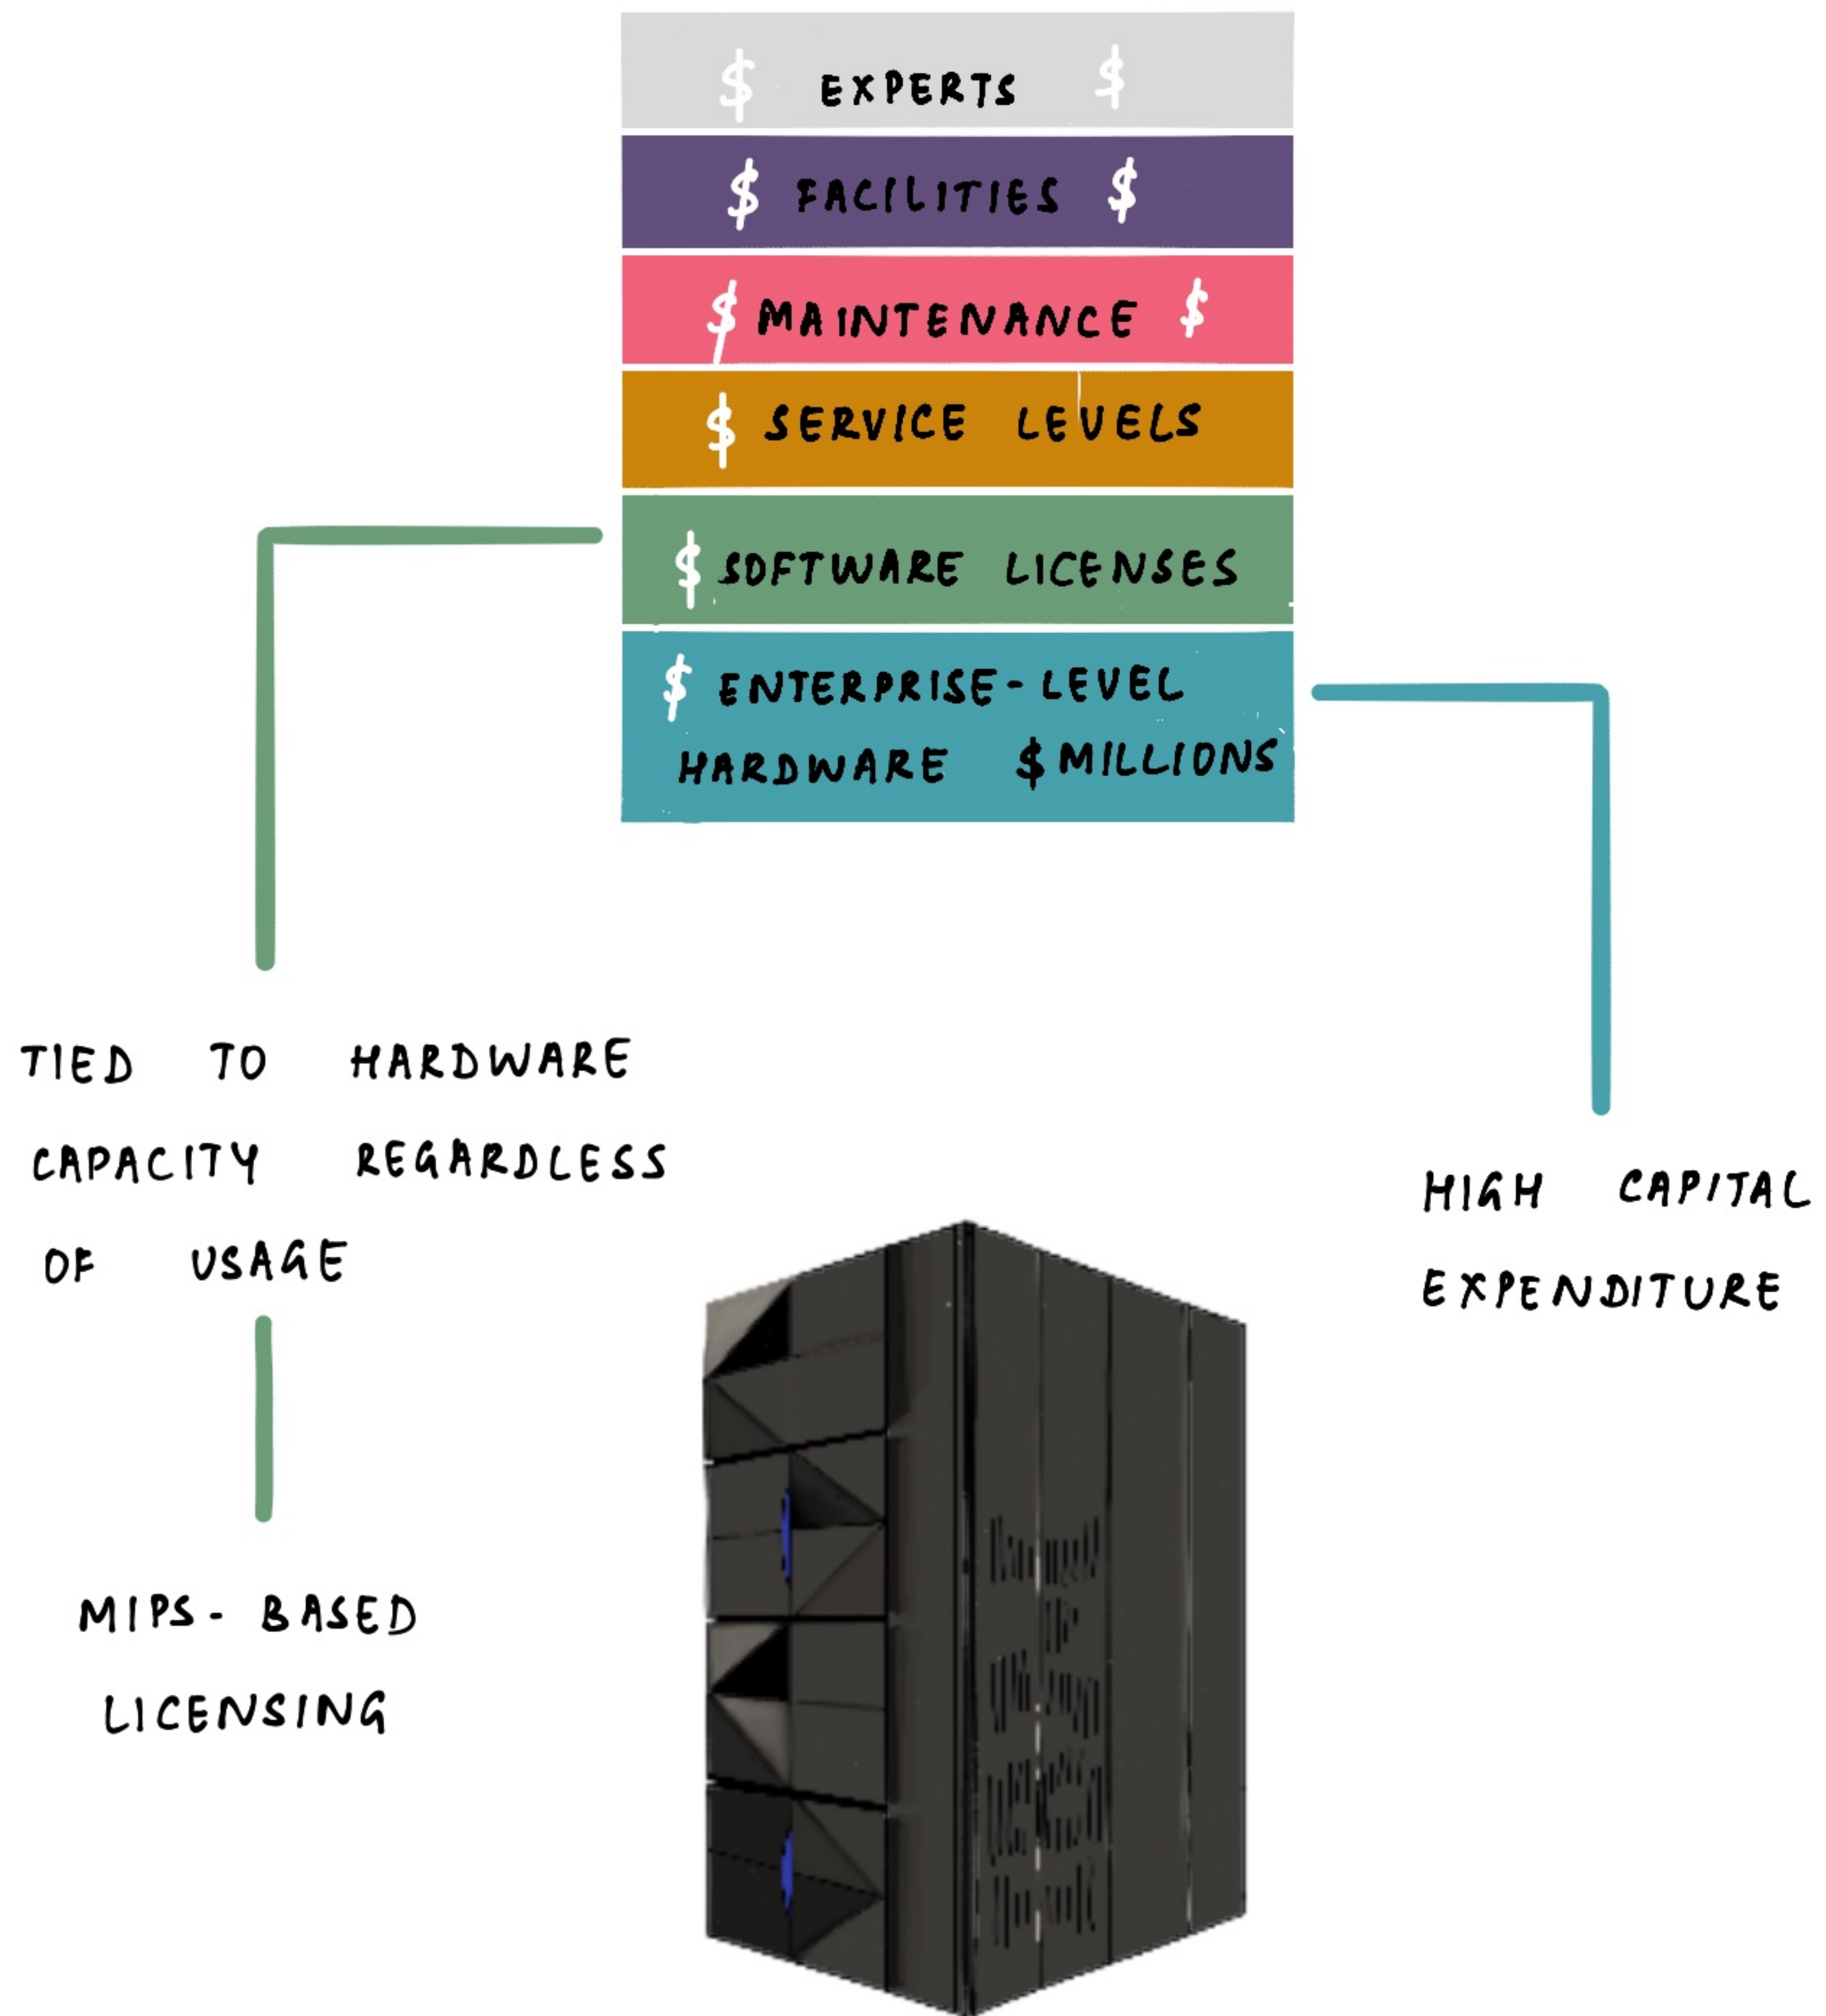 $ EXPERTS $
$ FACILITIES $
$ MAINTENANCE $
$ SERVICE LEVELS
$ SOFTWARE LICENSES
$ ENTERPRISE-LEVEL
HARDWARE $MILLIONS
TIED TO HARDWARE
CAPACITY REGARDLESS
OF USAGE
MIPS-BASED
LICENSING
HIGH CAPITAL
EXPENDITURE